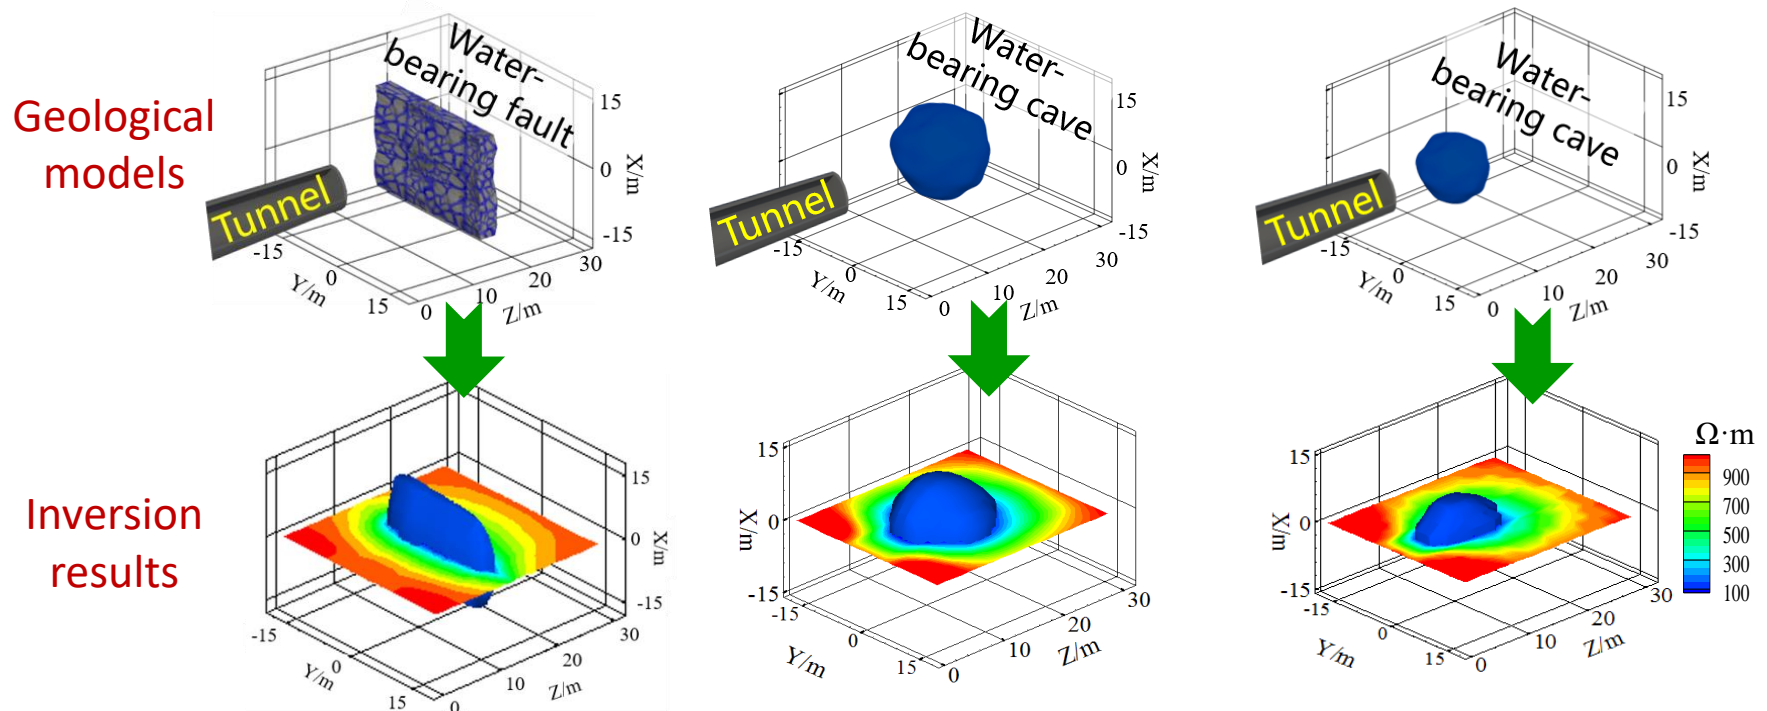 Geological
models
Water-
bearing fault
Tunnel
15
0
-15
X/m
-15
0
15
Y/m
0
10
20
30
Z/m
Water-
bearing cave
Tunnel
15
0
-15
X/m
-15
0
15
Y/m
0
10
20
30
Z/m
Water-
bearing cave
Tunnel
15
0
-15
X/m
-15
0
15
Y/m
0
10
20
30
Z/m
Inversion
results
15
0
-15
X/m
-15
0
15
Y/m
0
10
20
30
Z/m
15
0
-15
X/m
-15
0
15
Y/m
0
10
20
30
Z/m
15
0
-15
X/m
-15
0
15
Y/m
0
10
20
30
Z/m
Ω·m
900
700
500
300
100